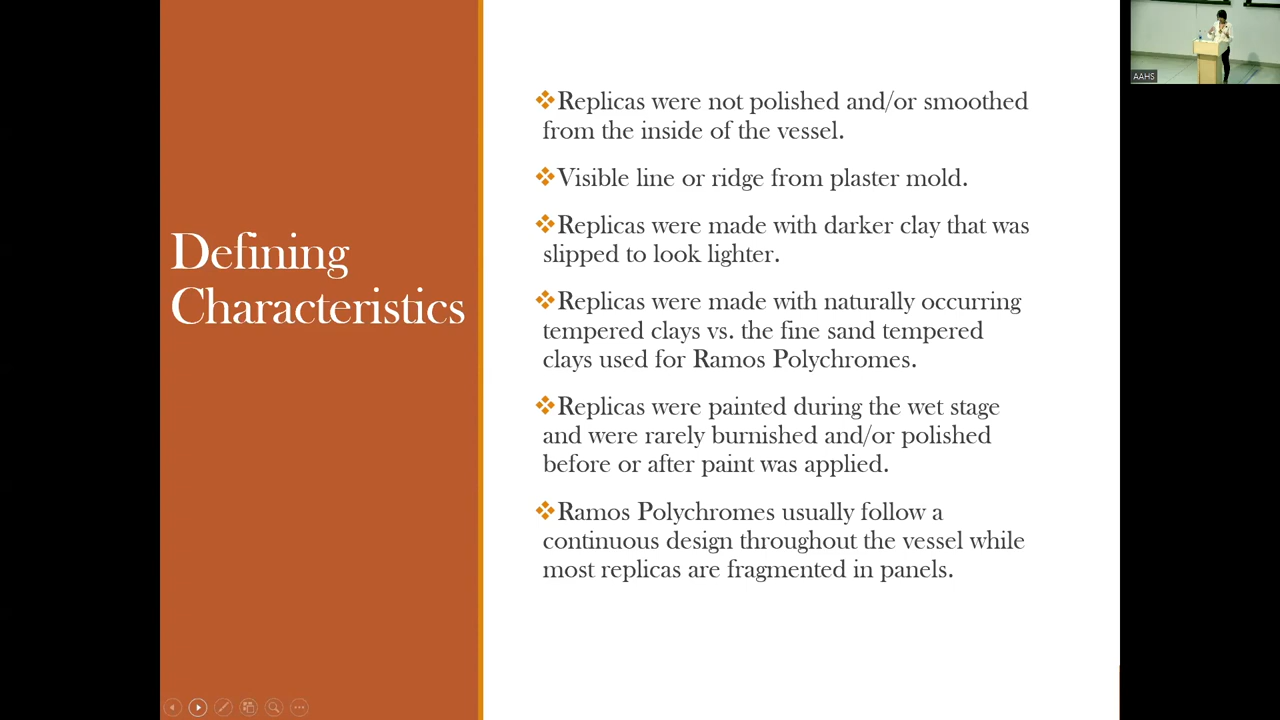 Defining
Characteristics
Replicas were not polished and/or smoothed
from the inside of the vessel.
Visible line or ridge from plaster mold.
Replicas were made with darker clay that was
slipped to look lighter.
Replicas were made with naturally occurring
tempered clays vs. the fine sand tempered
clays used for Ramos Polychromes.
Replicas were painted during the wet stage
and were rarely burnished and/or polished
before or after paint was applied.
Ramos Polychromes usually follow a
continuous design throughout the vessel while
most replicas are fragmented in panels.
AAHS